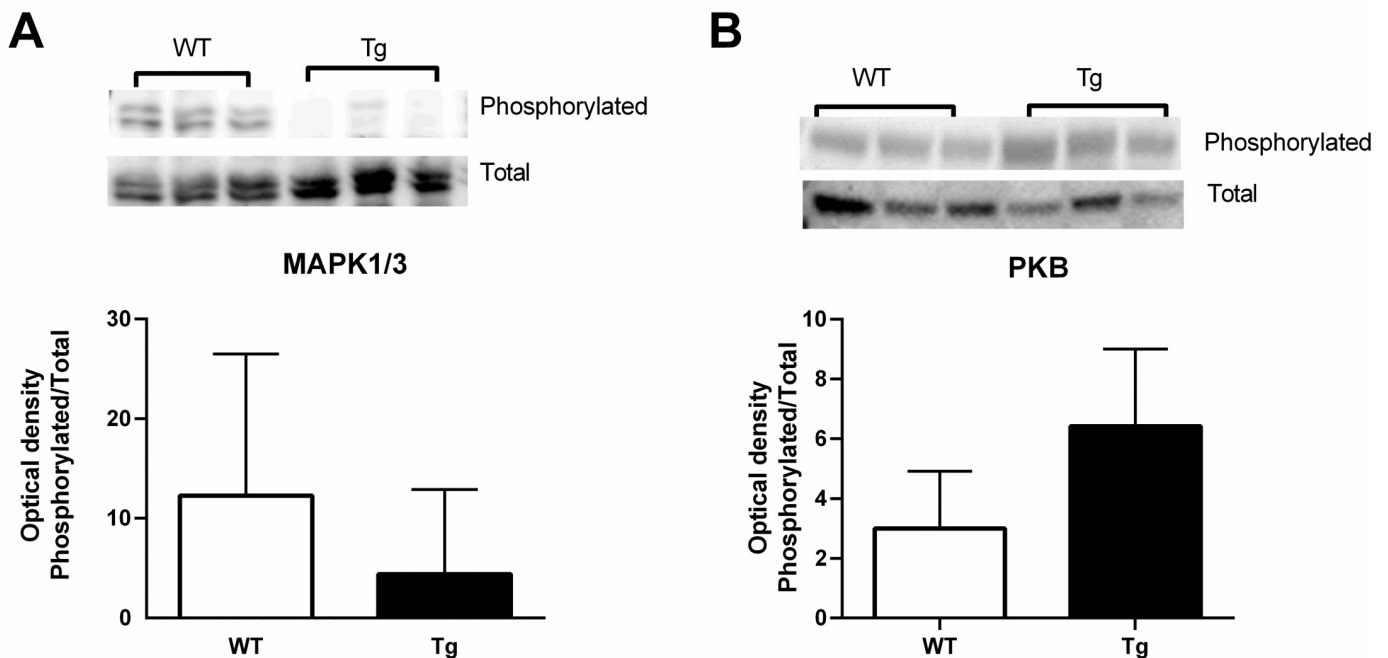 A
WT
Tg
Phosphorylated
Total
MAPK1/3
Optical density
Phosphorylated/Total
30
20
10
0
WT
Tg
B
WT
Tg
Phosphorylated
Total
PKB
Optical density
Phosphorylated/Total
10
8
6
4
2
0
WT
Tg